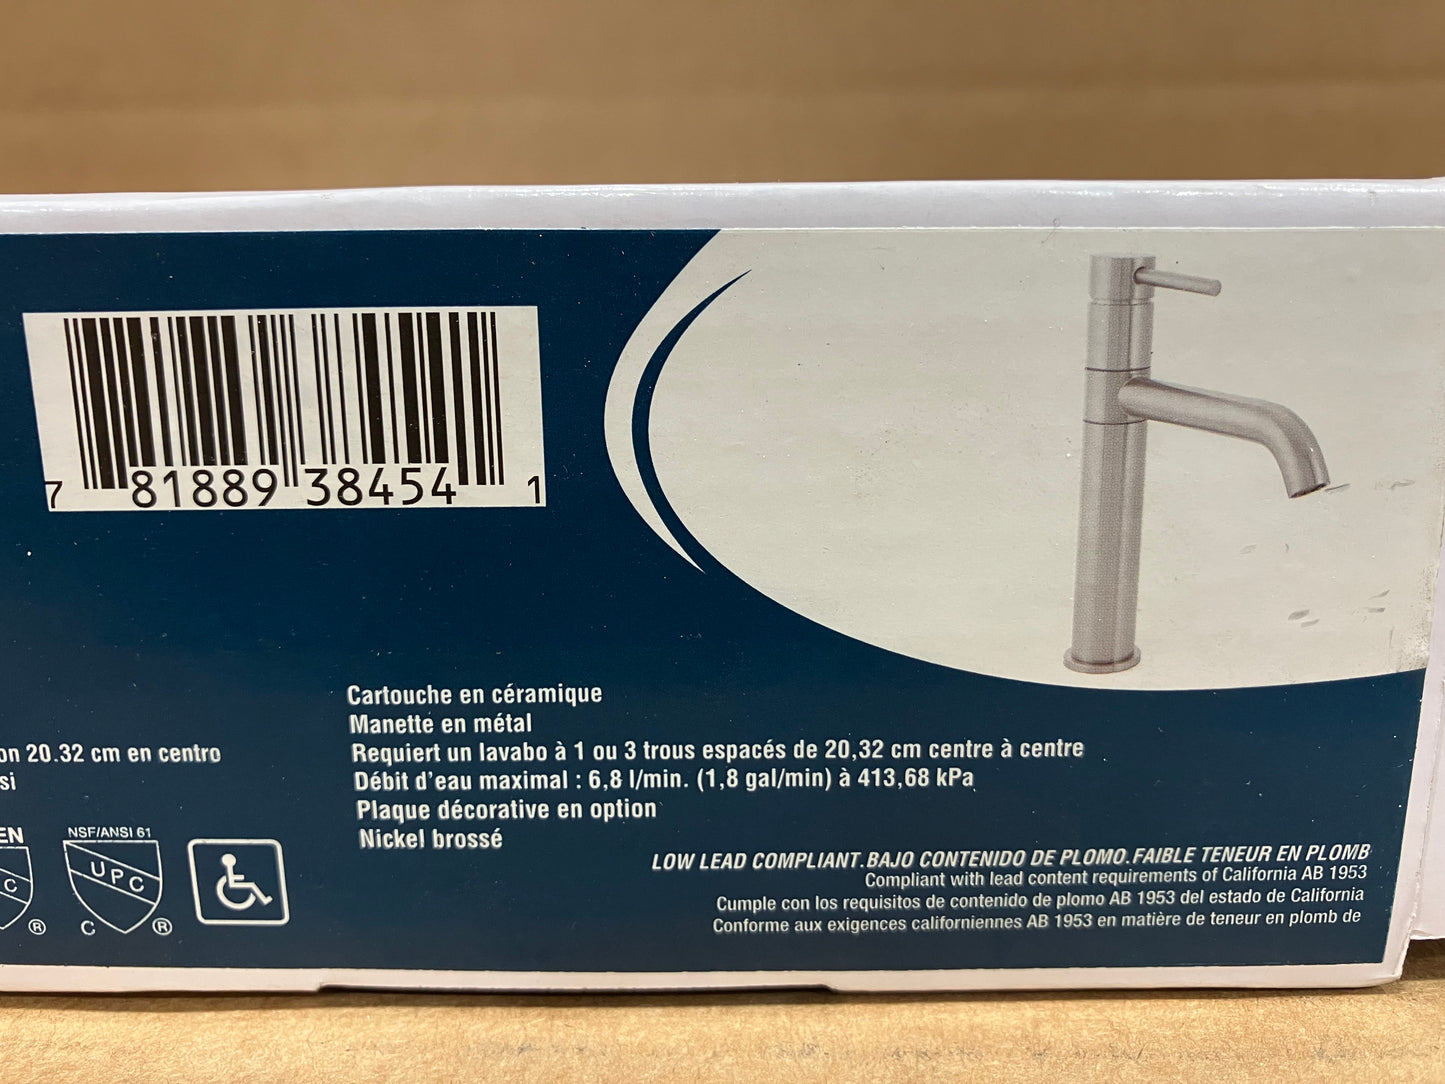 7 81889 38454 1
Cartouche en céramique
Manette en métal
Requiert un lavabo à 1 ou 3 trous espacés de 20,32 cm centre à centre
Débit d'eau maximal : 6,8 l/min. (1,8 gal/min) à 413,68 kPa
Plaque décorative en option
Nickel brossé
on 20.32 cm en centro
si
EN
C
®
NSF/ANSI 61
UPC
C ®
LOW LEAD COMPLIANT.BAJO CONTENIDO DE PLOMO.FAIBLE TENEUR EN PLOMB
Compliant with lead content requirements of California AB 1953
Cumple con los requisitos de contenido de plomo AB 1953 del estado de California
Conforme aux exigences californiennes AB 1953 en matière de teneur en plomb de